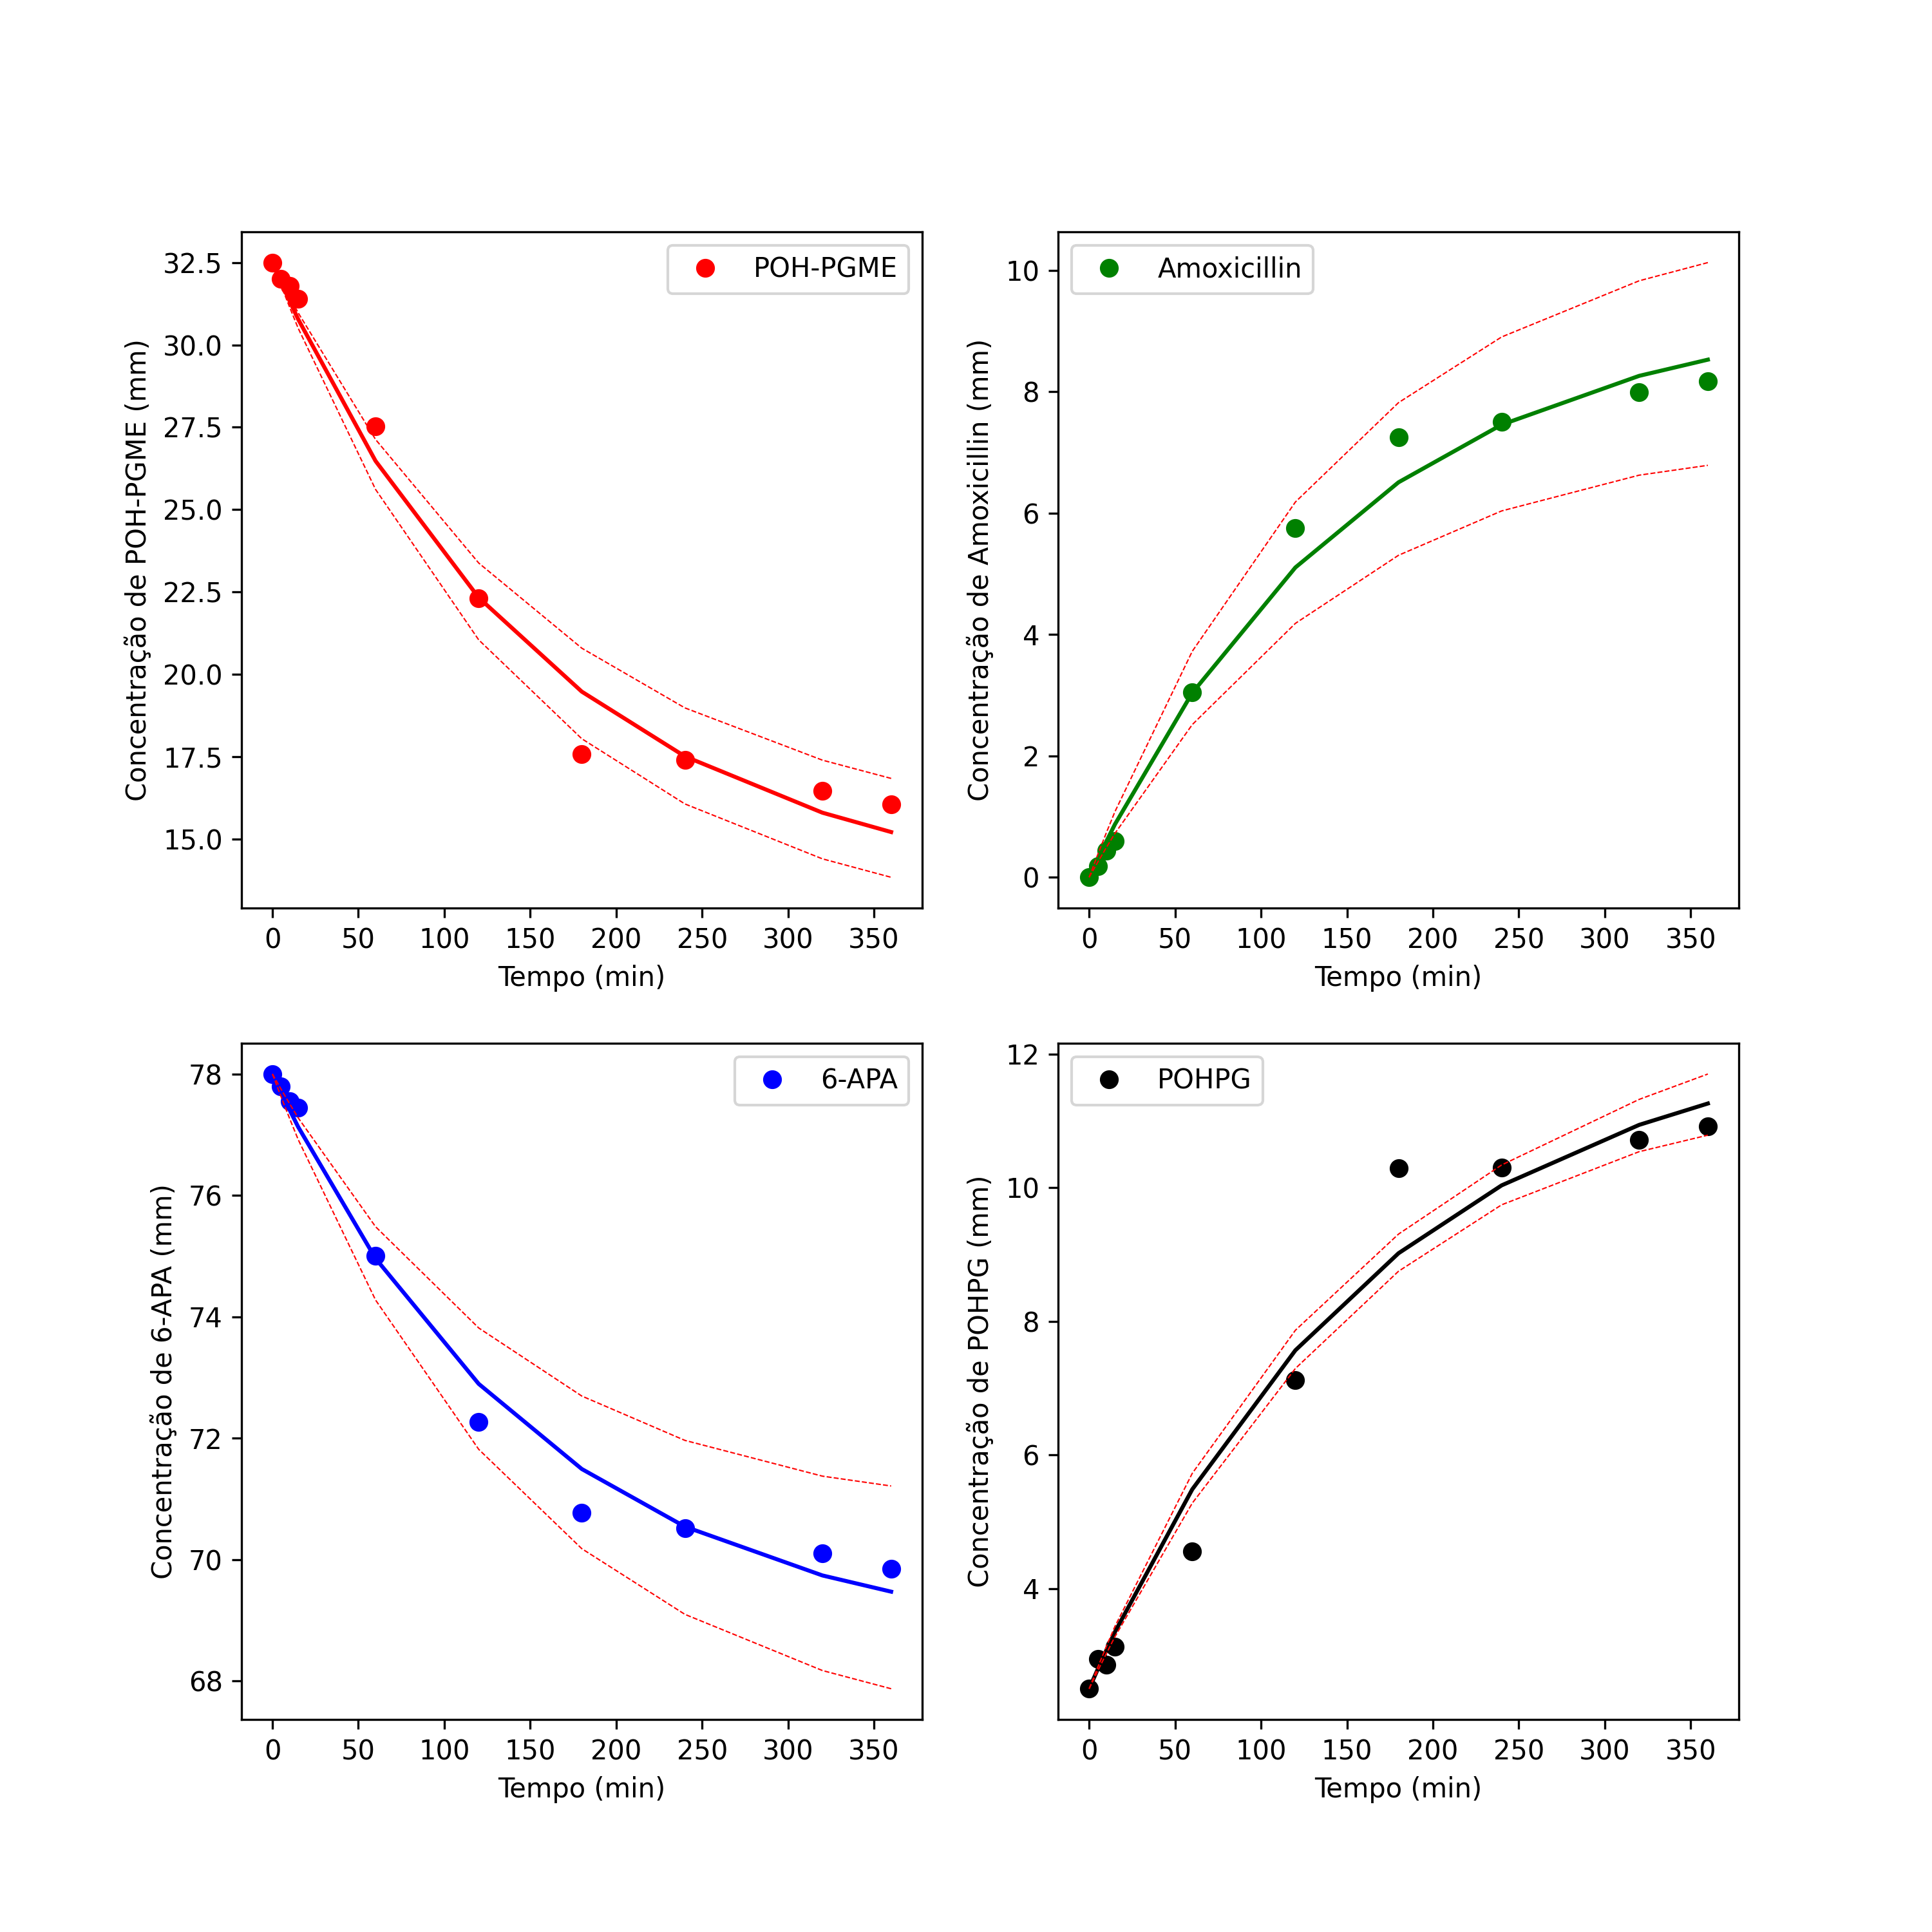 POH-PGME
Concentração de POH-PGME (mm)
32.5
30.0
27.5
25.0
22.5
20.0
17.5
15.0
0 50 100 150 200 250 300 350
Tempo (min)
Amoxicillin
Concentração de Amoxicillin (mm)
10
8
6
4
2
0
0 50 100 150 200 250 300 350
Tempo (min)
6-APA
Concentração de 6-APA (mm)
78
76
74
72
70
68
0 50 100 150 200 250 300 350
Tempo (min)
POHPG
Concentração de POHPG (mm)
12
10
8
6
4
0 50 100 150 200 250 300 350
Tempo (min)